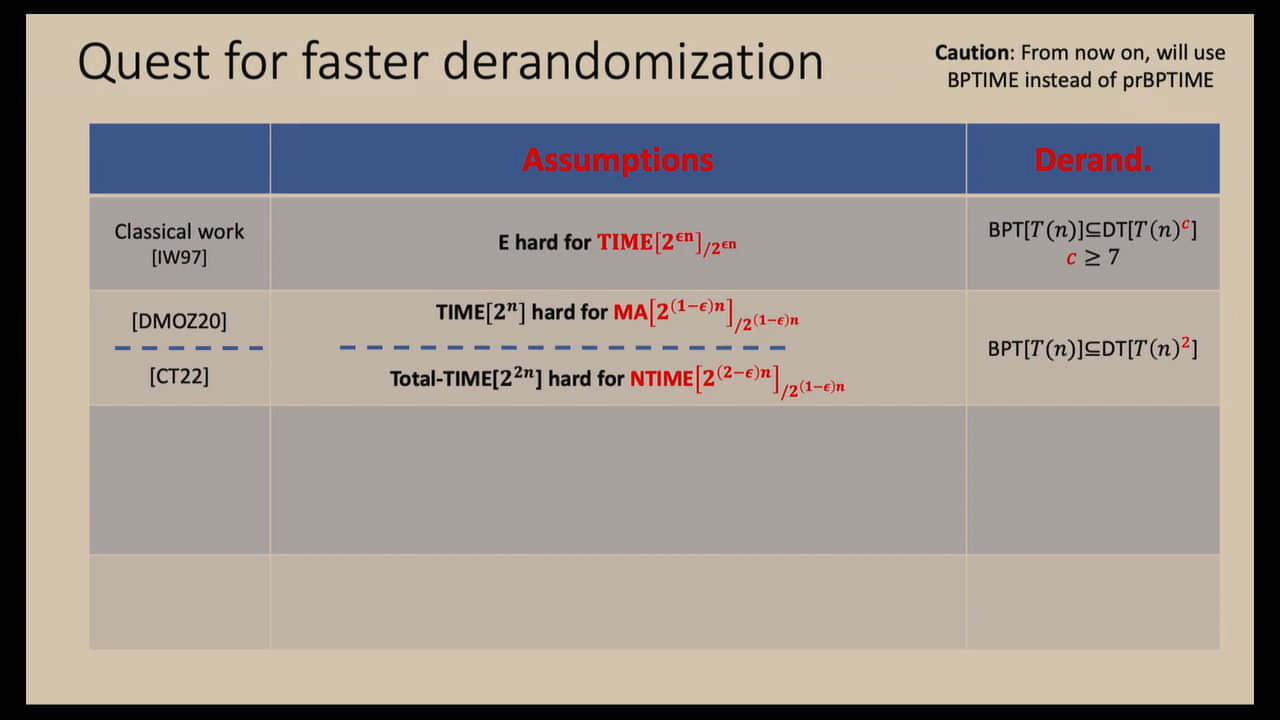 Quest for faster derandomization
Caution: From now on, will use
BPTIME instead of prBPTIME
Assumptions
Derand.
Classical work
[IW97]
E hard for TIME[2^{ϵn}]_{/2^{ϵn}}
BPT[T(n)]⊆DT[T(n)^c]
c ≥ 7
[DMOZ20]
TIME[2^n] hard for MA[2^{(1−ϵ)n}]_{/2^{(1−ϵ)n}}
[CT22]
Total-TIME[2^{2n}] hard for NTIME[2^{(2−ϵ)n}]_{/2^{(1−ϵ)n}}
BPT[T(n)]⊆DT[T(n)^2]